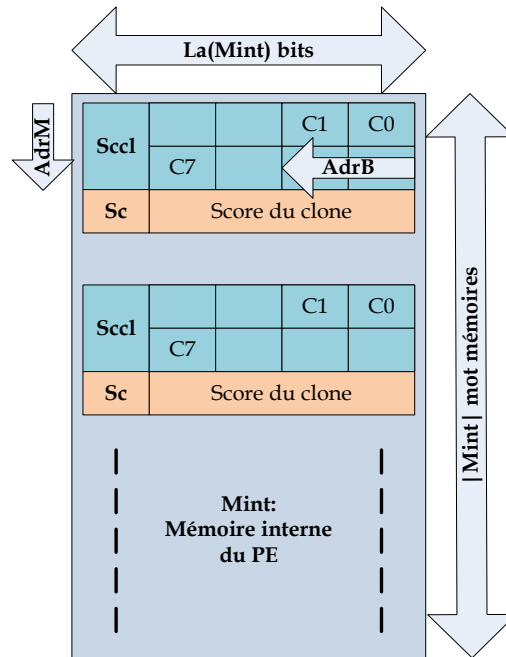 La(Mint) bits
AdrM
Sccl
C1 C0
C7
AdrB
Sc Score du clone
Sccl
C1 C0
C7
Sc Score du clone
|Mint| mot mémoires
Mint:
Mémoire interne
du PE